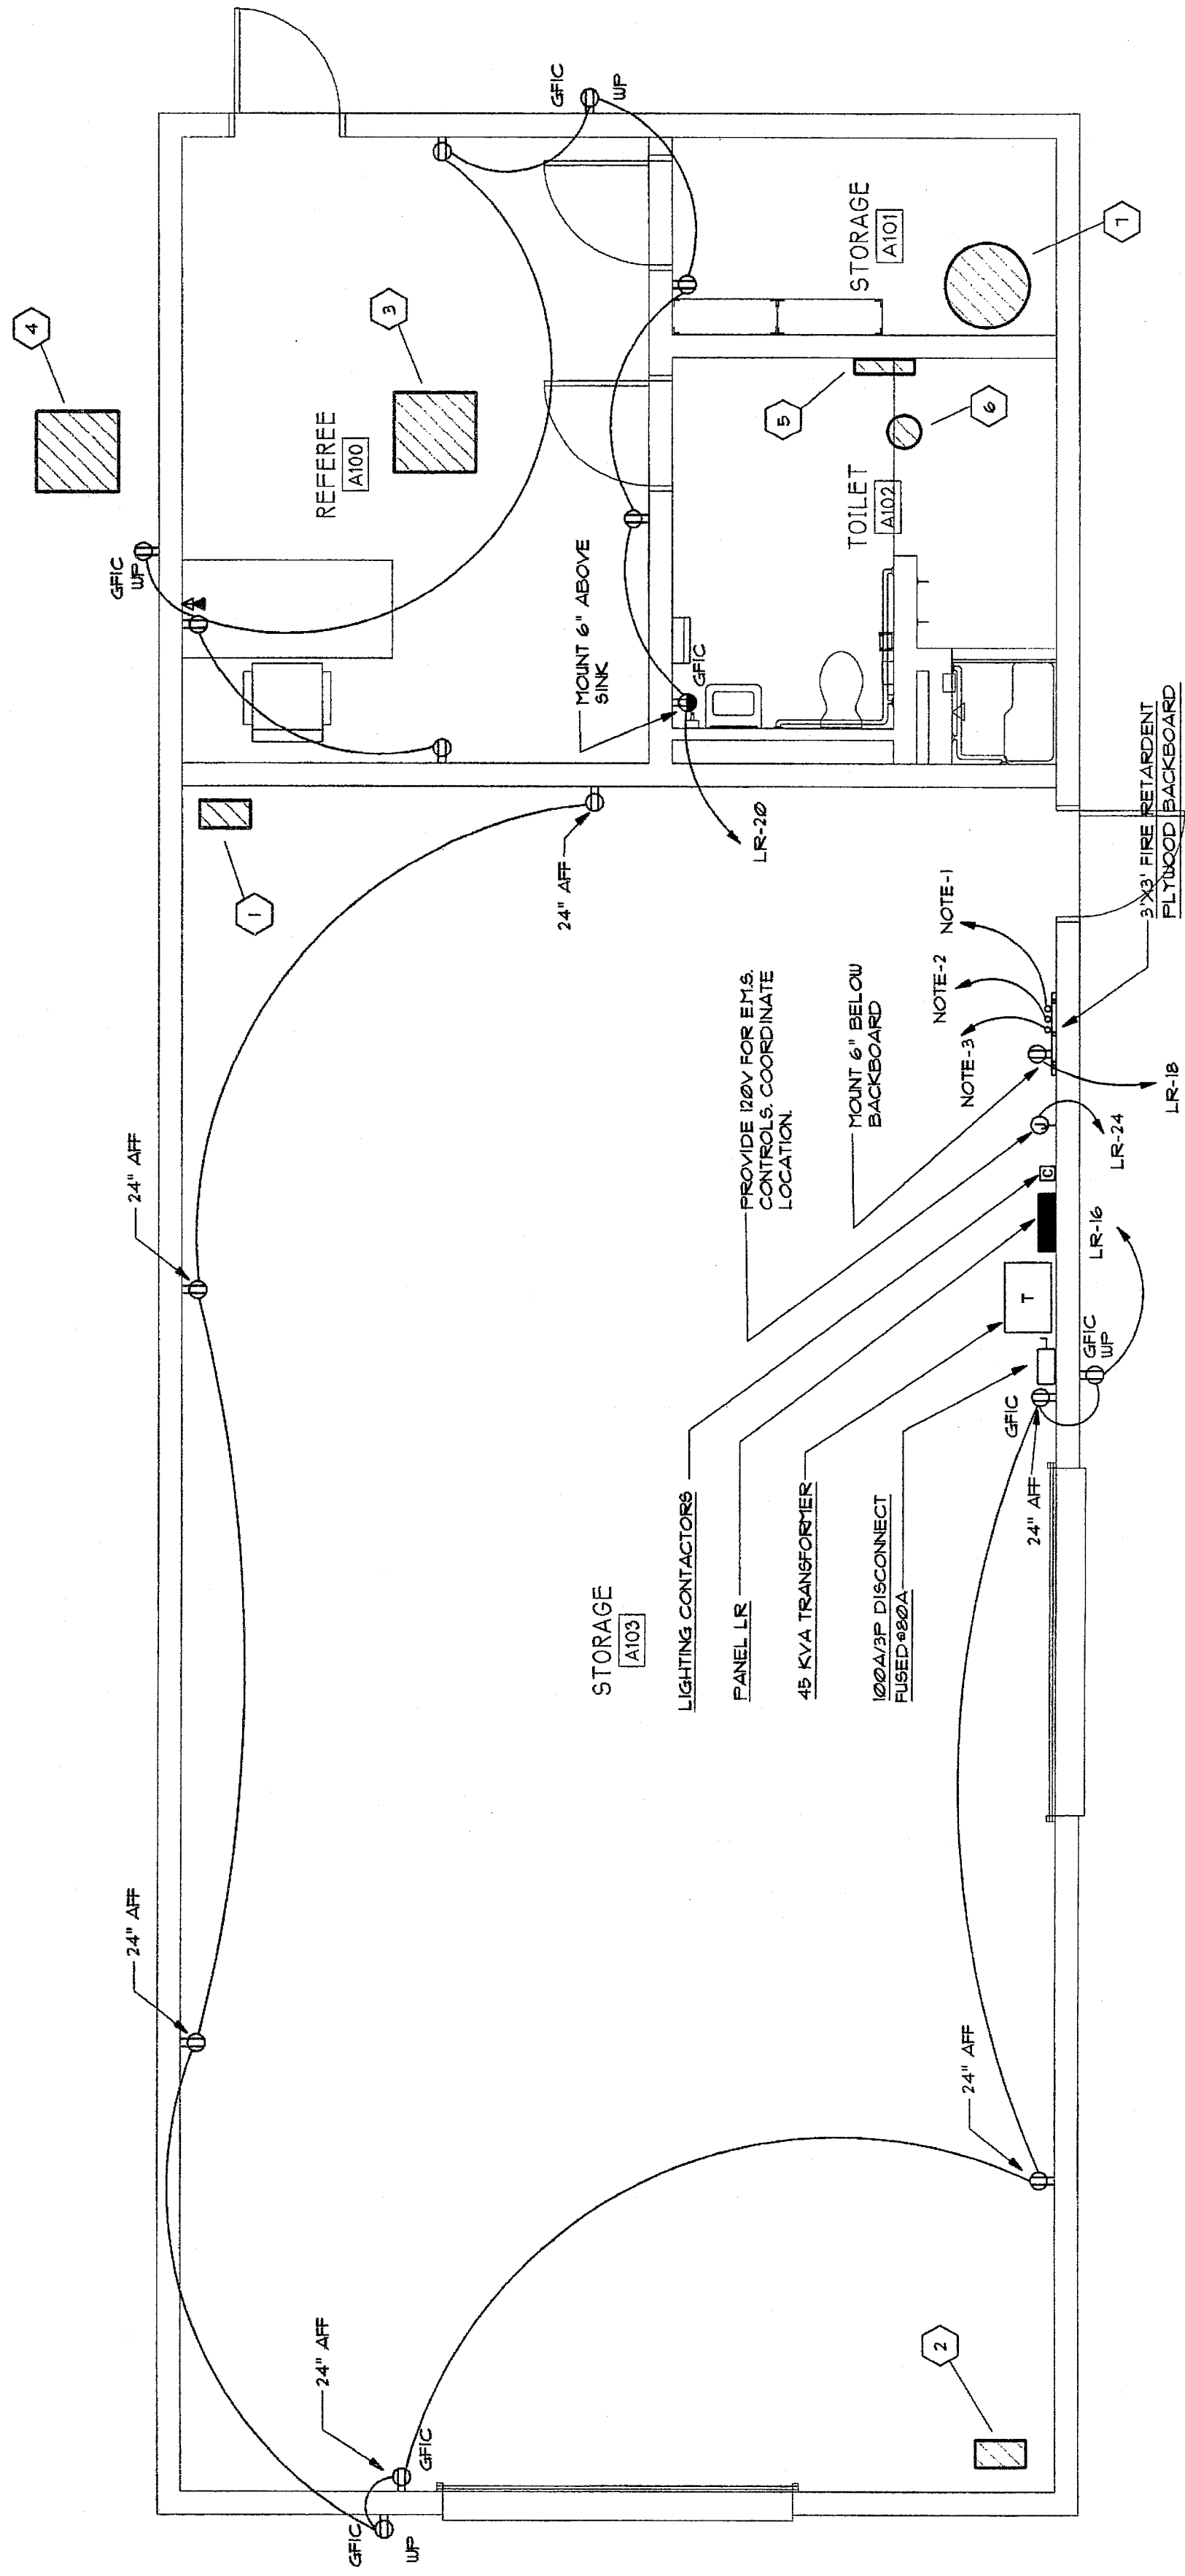 GFIC
WP
24" AFF
GFIC
24" AFF
24" AFF
2
24" AFF
STORAGE
A103
LIGHTING CONTACTORS
PANEL LR
45 KVA TRANSFORMER
100A/3P DISCONNECT
FUSED@80A
24" AFF
GFIC
GFIC
WP
LR-16
T
C
J
LR-24
LR-18
PROVIDE 120V FOR E.M.S.
CONTROLS. COORDINATE
LOCATION.
MOUNT 6" BELOW
BACKBOARD
NOTE-3
NOTE-2
NOTE-1
3'X3' FIRE RETARDENT
PLYWOOD BACKBOARD
24" AFF
1
LR-20
MOUNT 6" ABOVE
SINK
GFIC
GFIC
WP
REFEREE
A100
4
3
TOILET
A102
5
6
STORAGE
A101
7
GFIC
WP